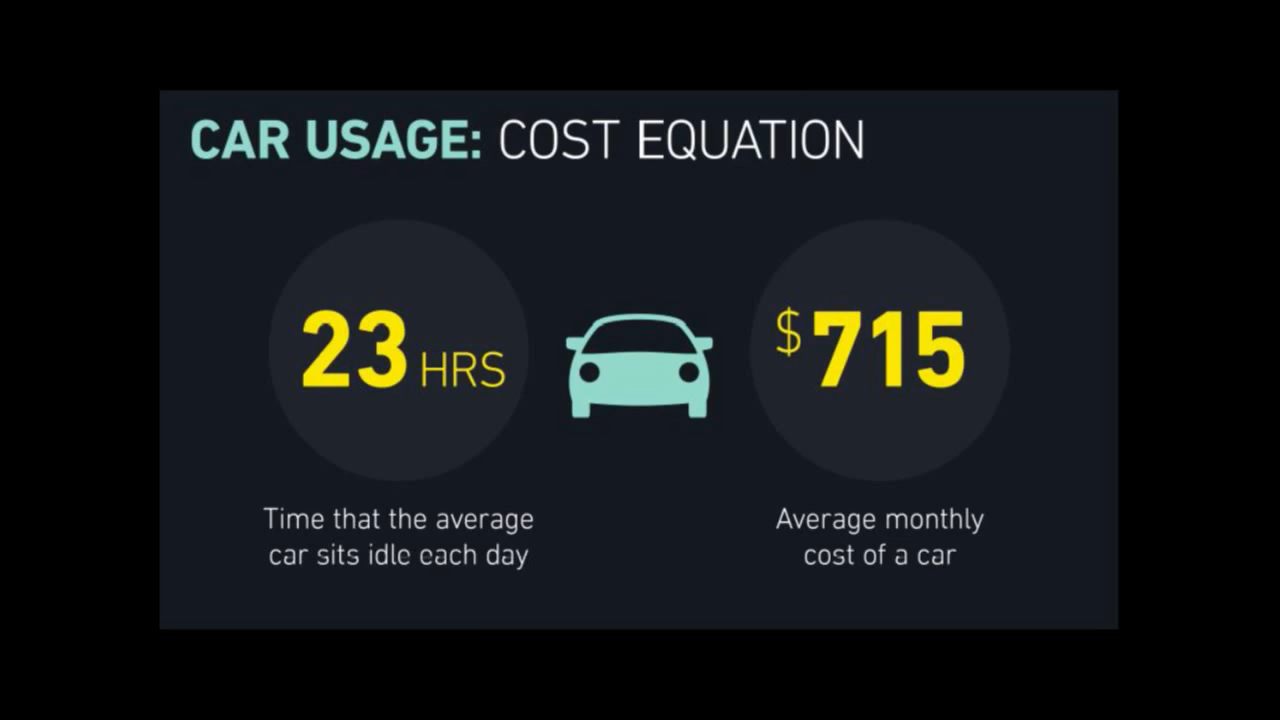 CAR USAGE: COST EQUATION
23 HRS
$715
Time that the average
car sits idle each day
Average monthly
cost of a car